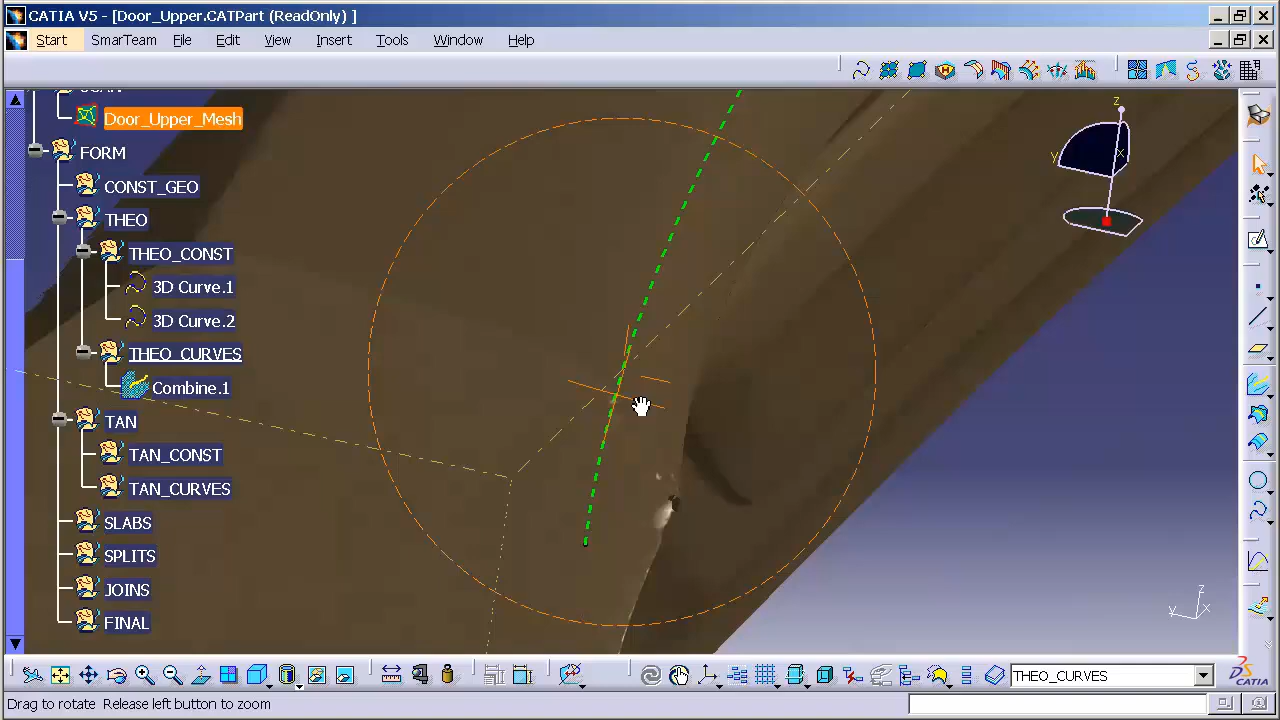 CATIA V5 - [Door_Upper.CATPart (ReadOnly) ]
Start SmarTeam File Edit View Insert Tools Window Help
Door_Upper_Mesh
FORM
CONST_GEO
THEO
THEO_CONST
3D Curve.1
3D Curve.2
THEO_CURVES
Combine.1
TAN
TAN_CONST
TAN_CURVES
SLABS
SPLITS
JOINS
FINAL
z
y
x
z
y
x
THEO_CURVES
CATIA
Drag to rotate  Release left button to zoom